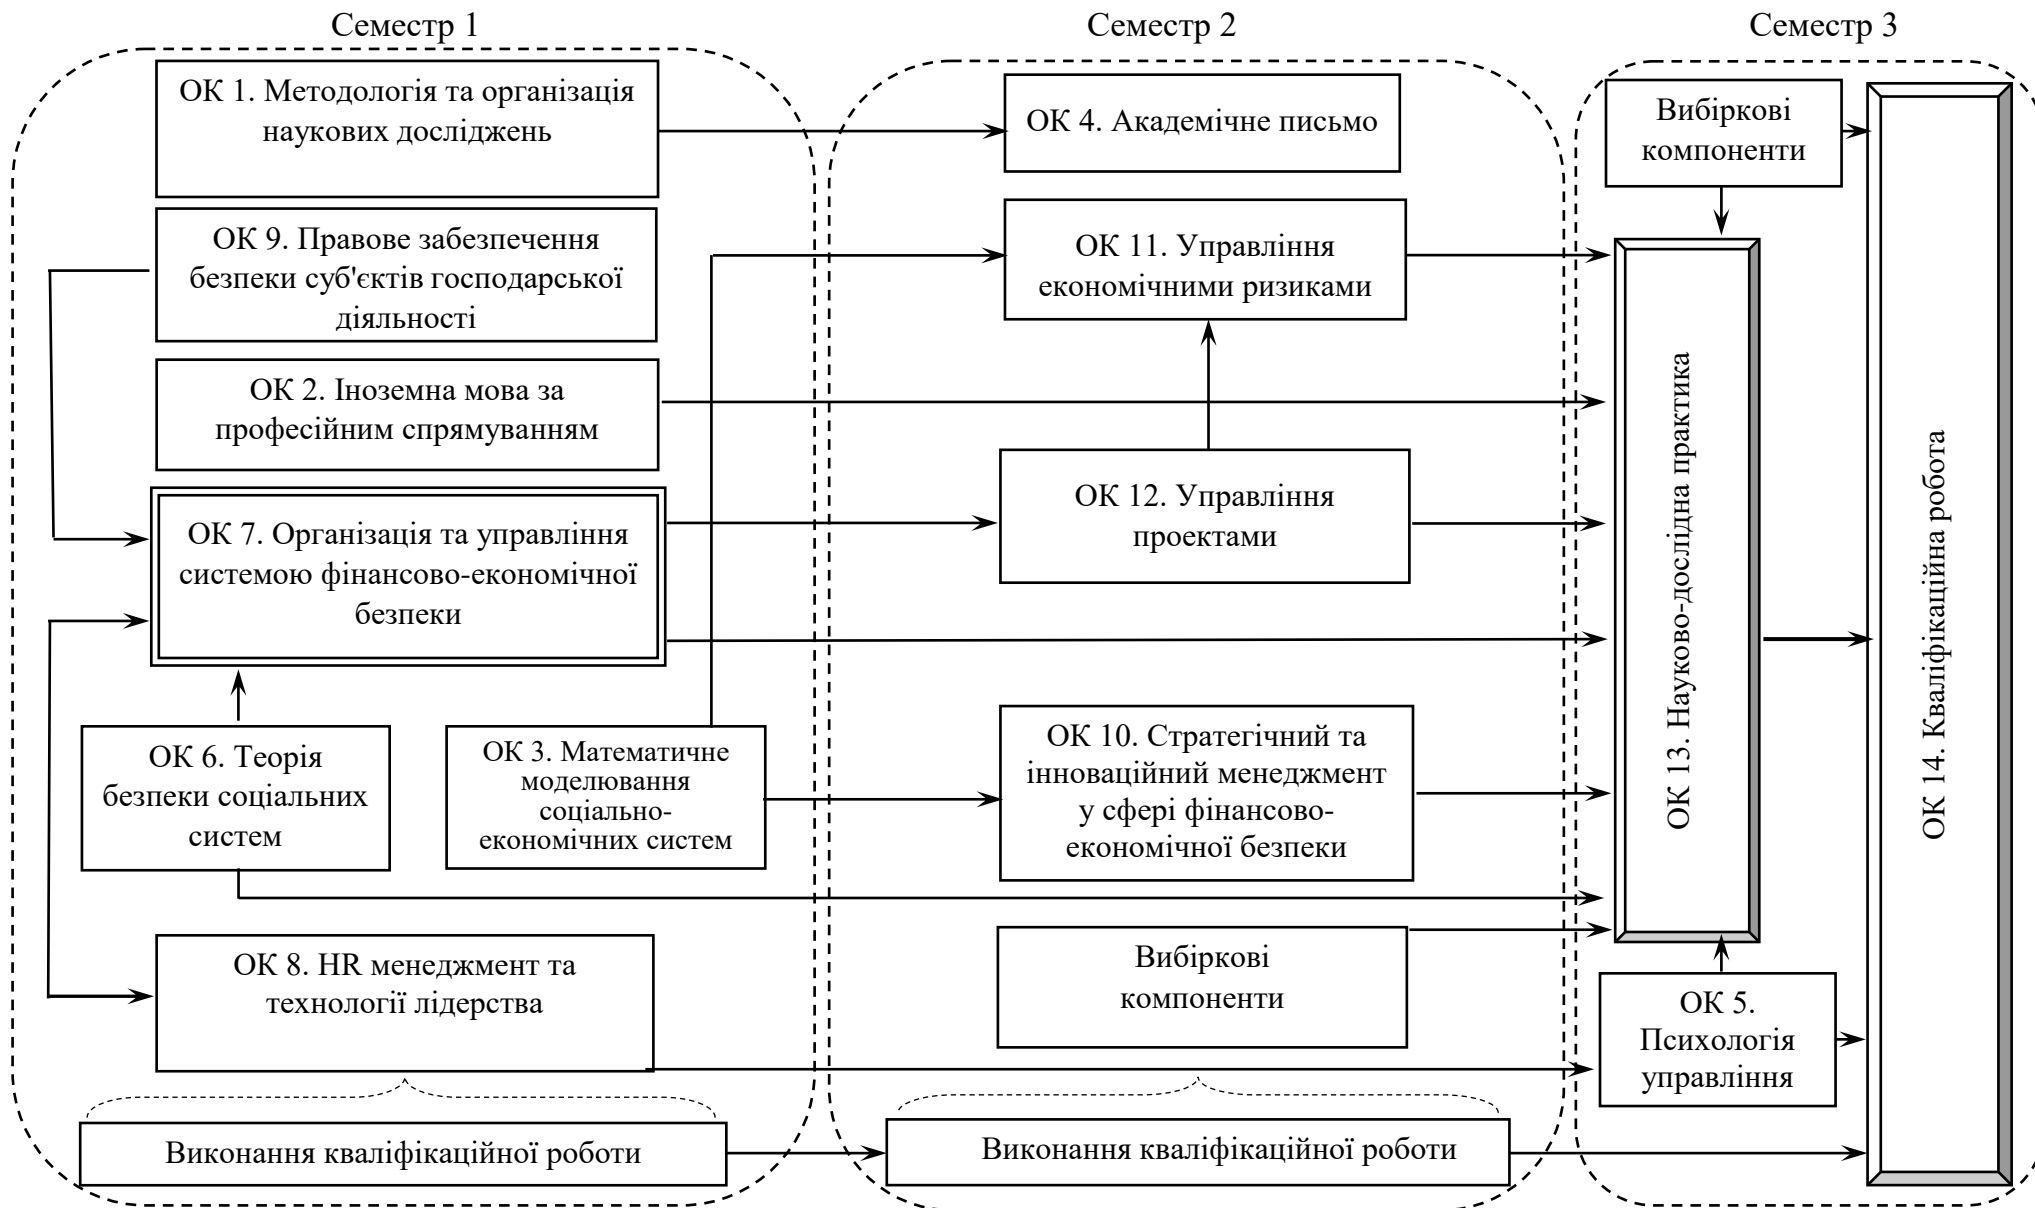 Семестр 1
Семестр 2
Семестр 3
ОК 1. Методологія та організація
наукових досліджень
ОК 9. Правове забезпечення
безпеки суб'єктів господарської
діяльності
ОК 2. Іноземна мова за
професійним спрямуванням
ОК 7. Організація та управління
системою фінансово-економічної
безпеки
ОК 6. Теорія
безпеки соціальних
систем
ОК 3. Математичне
моделювання
соціально-
економічних систем
ОК 8. HR менеджмент та
технології лідерства
Виконання кваліфікаційної роботи
ОК 4. Академічне письмо
ОК 11. Управління
економічними ризиками
ОК 12. Управління
проектами
ОК 10. Стратегічний та
інноваційний менеджмент
у сфері фінансово-
економічної безпеки
Вибіркові
компоненти
Виконання кваліфікаційної роботи
Вибіркові
компоненти
ОК 13. Науково-дослідна практика
ОК 5.
Психологія
управління
ОК 14. Кваліфікаційна робота